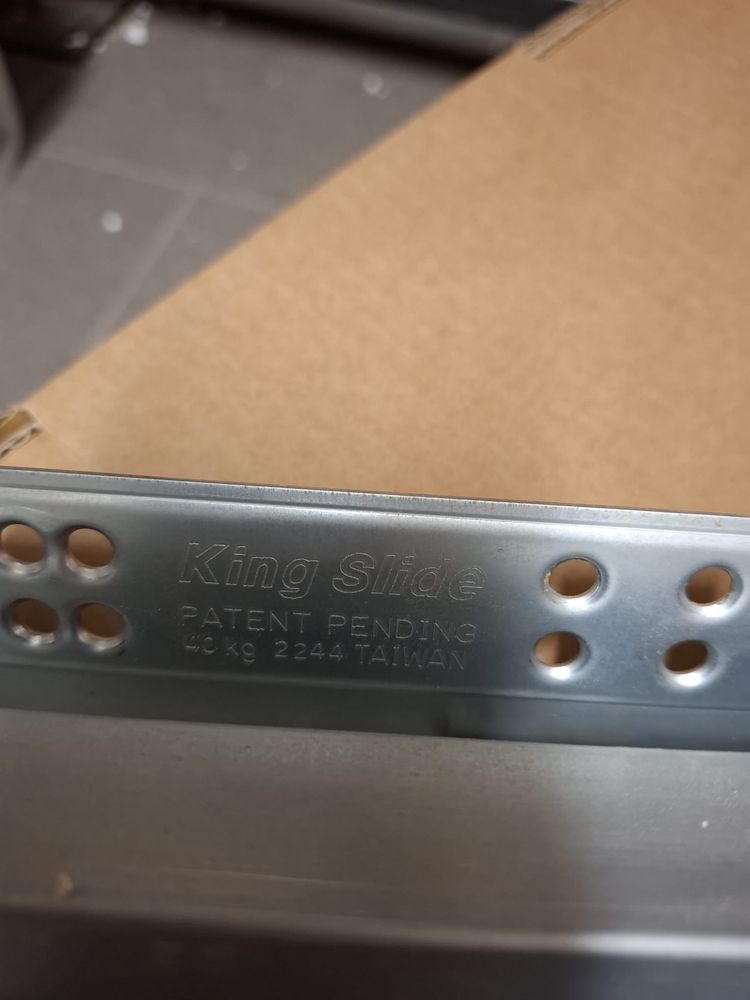 King Slide
PATENT PENDING
40 kg 2244 TAIWAN